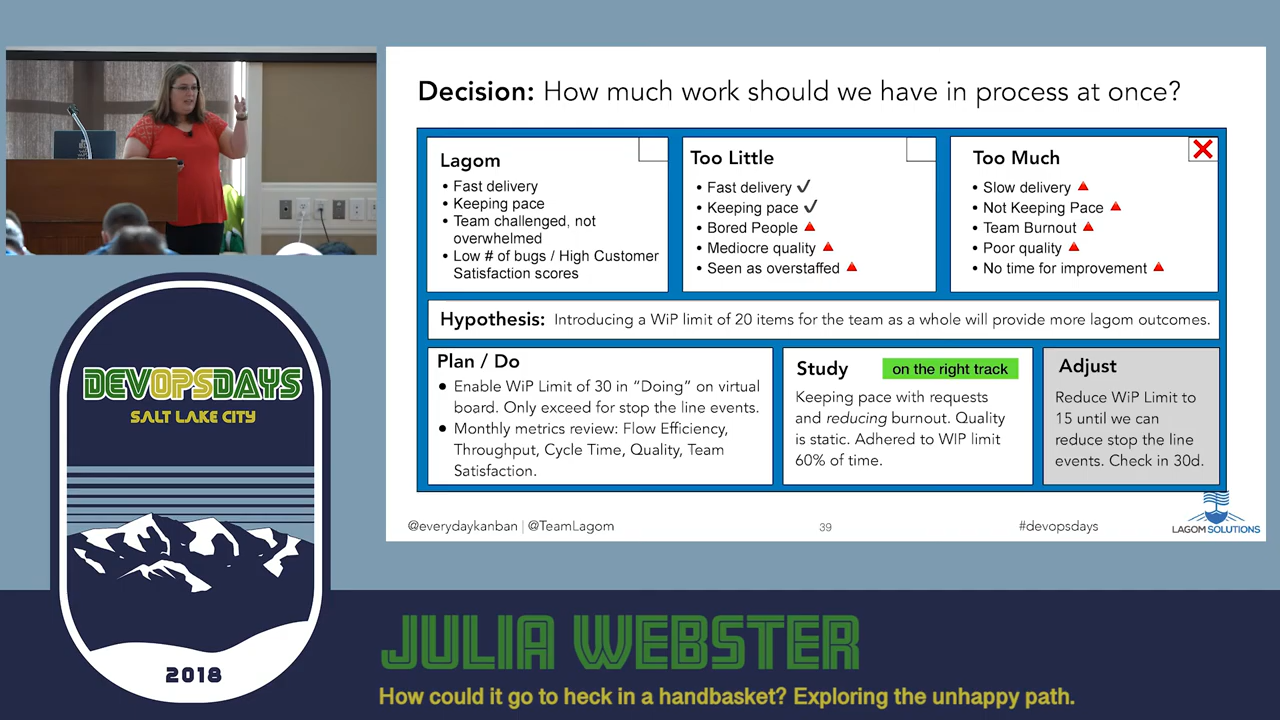 Decision: How much work should we have in process at once?
Lagom
• Fast delivery
• Keeping pace
• Team challenged, not
overwhelmed
• Low # of bugs / High Customer
Satisfaction scores
Too Little
• Fast delivery ✓
• Keeping pace ✓
• Bored People
• Mediocre quality
• Seen as overstaffed
Too Much
• Slow delivery
• Not Keeping Pace
• Team Burnout
• Poor quality
• No time for improvement
Hypothesis: Introducing a WiP limit of 20 items for the team as a whole will provide more lagom outcomes.
Plan / Do
• Enable WiP Limit of 30 in “Doing” on virtual
board. Only exceed for stop the line events.
• Monthly metrics review: Flow Efficiency,
Throughput, Cycle Time, Quality, Team
Satisfaction.
Study on the right track
Keeping pace with requests
and reducing burnout. Quality
is static. Adhered to WIP limit
60% of time.
Adjust
Reduce WiP Limit to
15 until we can
reduce stop the line
events. Check in 30d.
@everydaykanban | @TeamLagom 39 #devopsdays
LAGOM SOLUTIONS
DEVOPSDAYS
SALT LAKE CITY
2018
JULIA WEBSTER
How could it go to heck in a handbasket? Exploring the unhappy path.